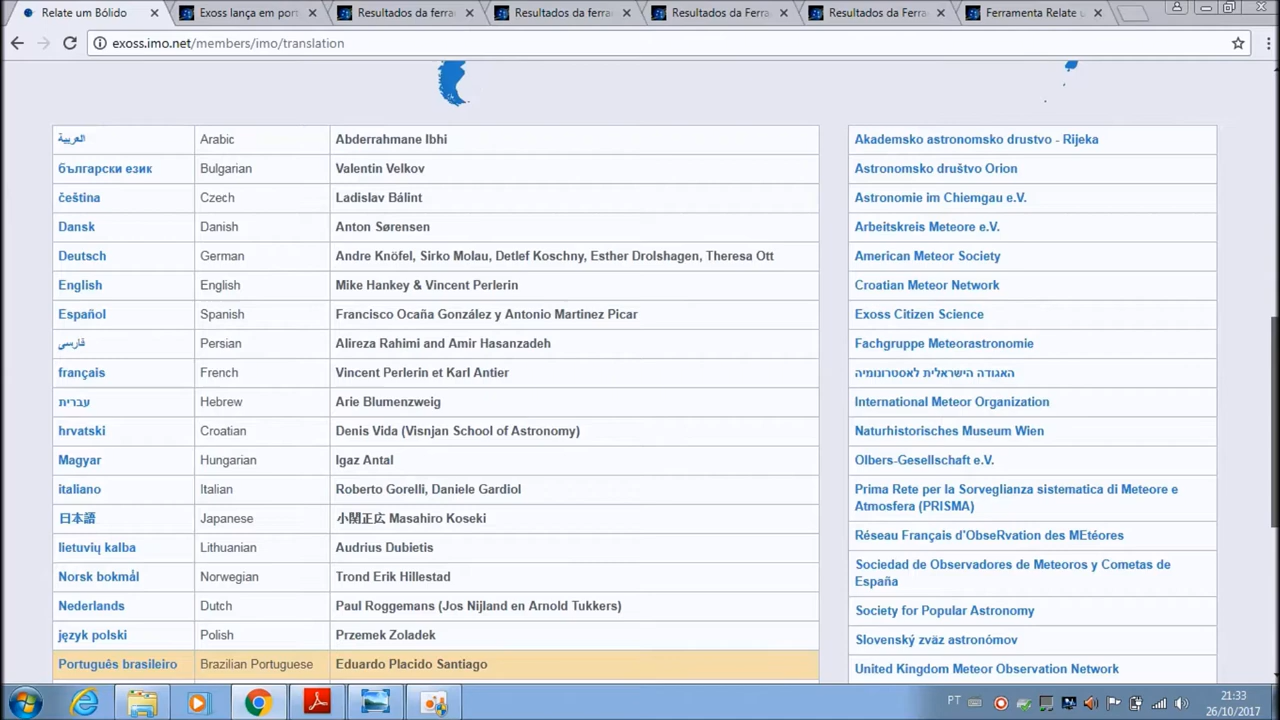 Relate um Bólido
Exoss lança em port
Resultados da ferra
Resultados da ferra
Resultados da Ferra
Resultados da Ferra
Ferramenta Relate u
exoss.imo.net/members/imo/translation
العربية Arabic Abderrahmane Ibhi
български език Bulgarian Valentin Velkov
čeština Czech Ladislav Bálint
Dansk Danish Anton Sørensen
Deutsch German Andre Knöfel, Sirko Molau, Detlef Koschny, Esther Drolshagen, Theresa Ott
English English Mike Hankey & Vincent Perlerin
Español Spanish Francisco Ocaña González y Antonio Martinez Picar
فارسی Persian Alireza Rahimi and Amir Hasanzadeh
français French Vincent Perlerin et Karl Antier
עברית Hebrew Arie Blumenzweig
hrvatski Croatian Denis Vida (Visnjan School of Astronomy)
Magyar Hungarian Igaz Antal
italiano Italian Roberto Gorelli, Daniele Gardiol
日本語 Japanese 小関正広 Masahiro Koseki
lietuvių kalba Lithuanian Audrius Dubietis
Norsk bokmål Norwegian Trond Erik Hillestad
Nederlands Dutch Paul Roggemans (Jos Nijland en Arnold Tukkers)
język polski Polish Przemek Zoladek
Português brasileiro Brazilian Portuguese Eduardo Placido Santiago
Akademsko astronomsko drustvo - Rijeka
Astronomsko društvo Orion
Astronomie im Chiemgau e.V.
Arbeitskreis Meteore e.V.
American Meteor Society
Croatian Meteor Network
Exoss Citizen Science
Fachgruppe Meteorastronomie
האגודה הישראלית לאסטרונומיה
International Meteor Organization
Naturhistorisches Museum Wien
Olbers-Gesellschaft e.V.
Prima Rete per la Sorveglianza sistematica di Meteore e
Atmosfera (PRISMA)
Réseau Français d'ObseRvation des MEtéores
Sociedad de Observadores de Meteoros y Cometas de
España
Society for Popular Astronomy
Slovenský zväz astronómov
United Kingdom Meteor Observation Network
PT
21:33
26/10/2017